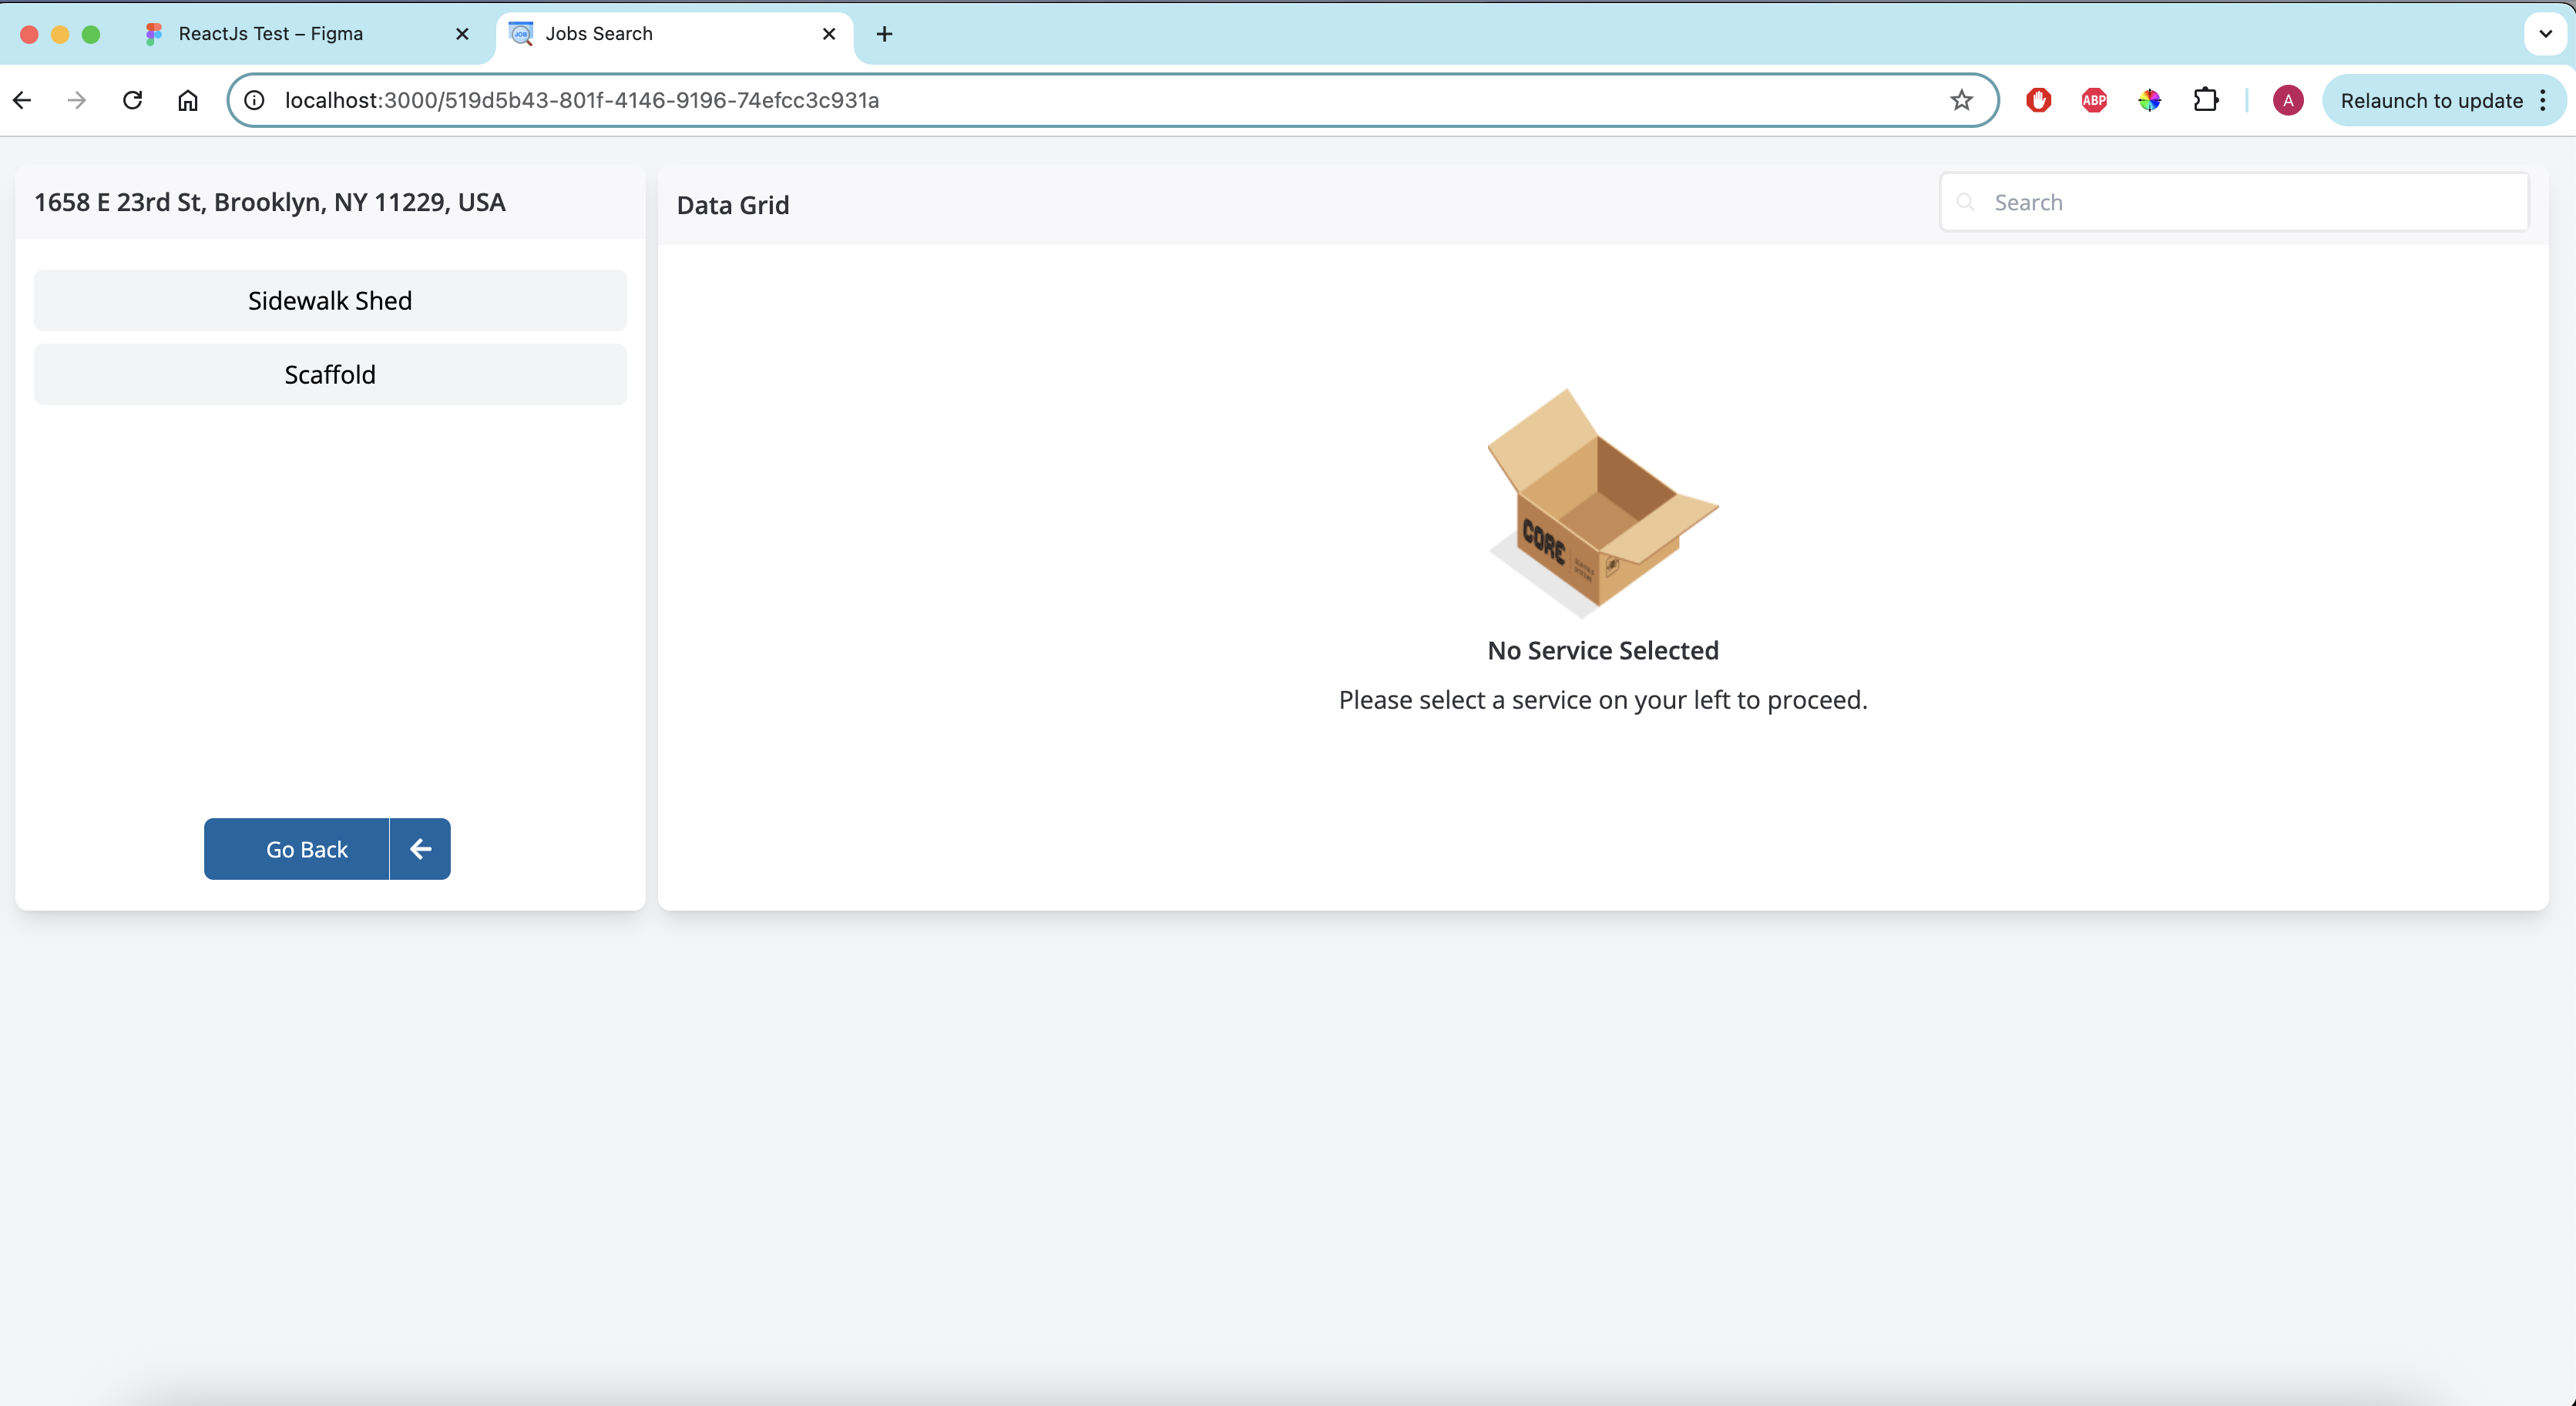 ReactJs Test – Figma
Jobs Search
localhost:3000/519d5b43-801f-4146-9196-74efcc3c931a
ABP
A
Relaunch to update
1658 E 23rd St, Brooklyn, NY 11229, USA
Sidewalk Shed
Scaffold
Go Back
Data Grid
Search
CORE
No Service Selected
Please select a service on your left to proceed.